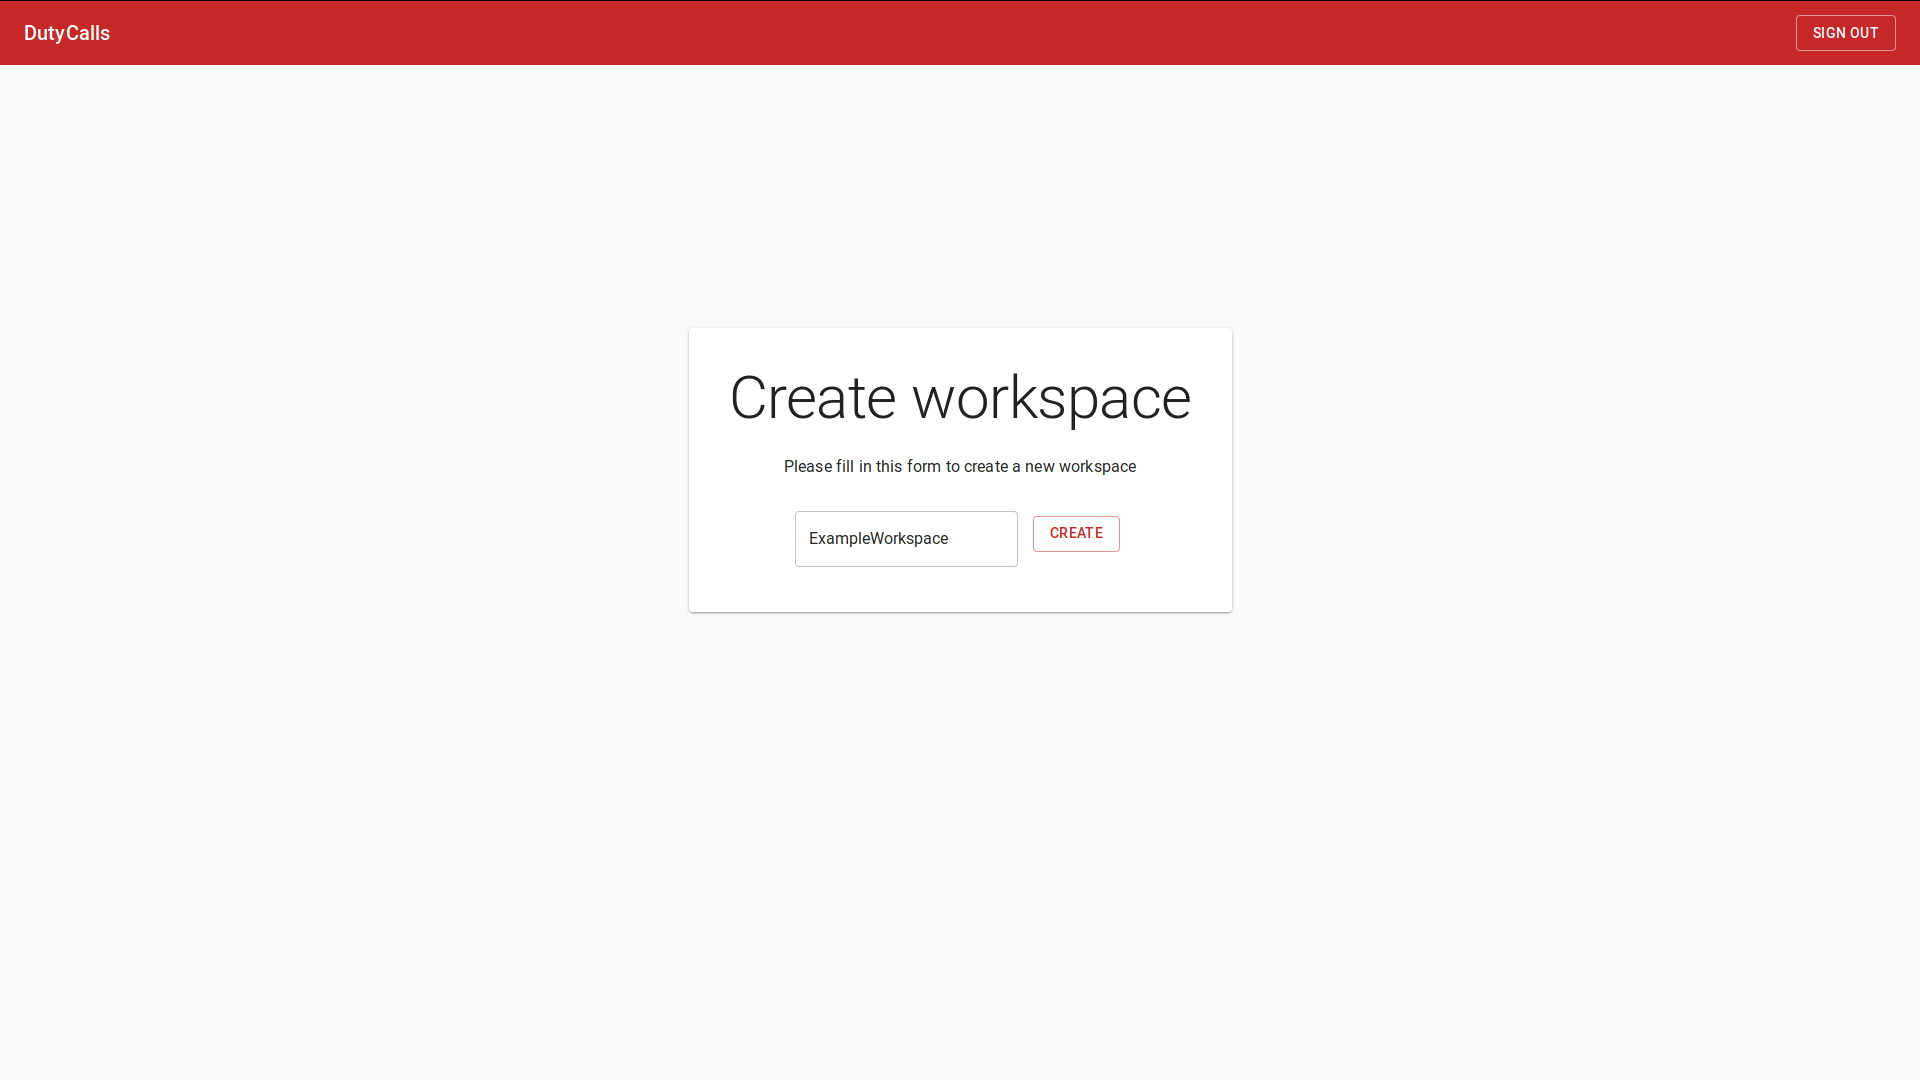 DutyCalls
SIGN OUT
Create workspace
Please fill in this form to create a new workspace
ExampleWorkspace
CREATE